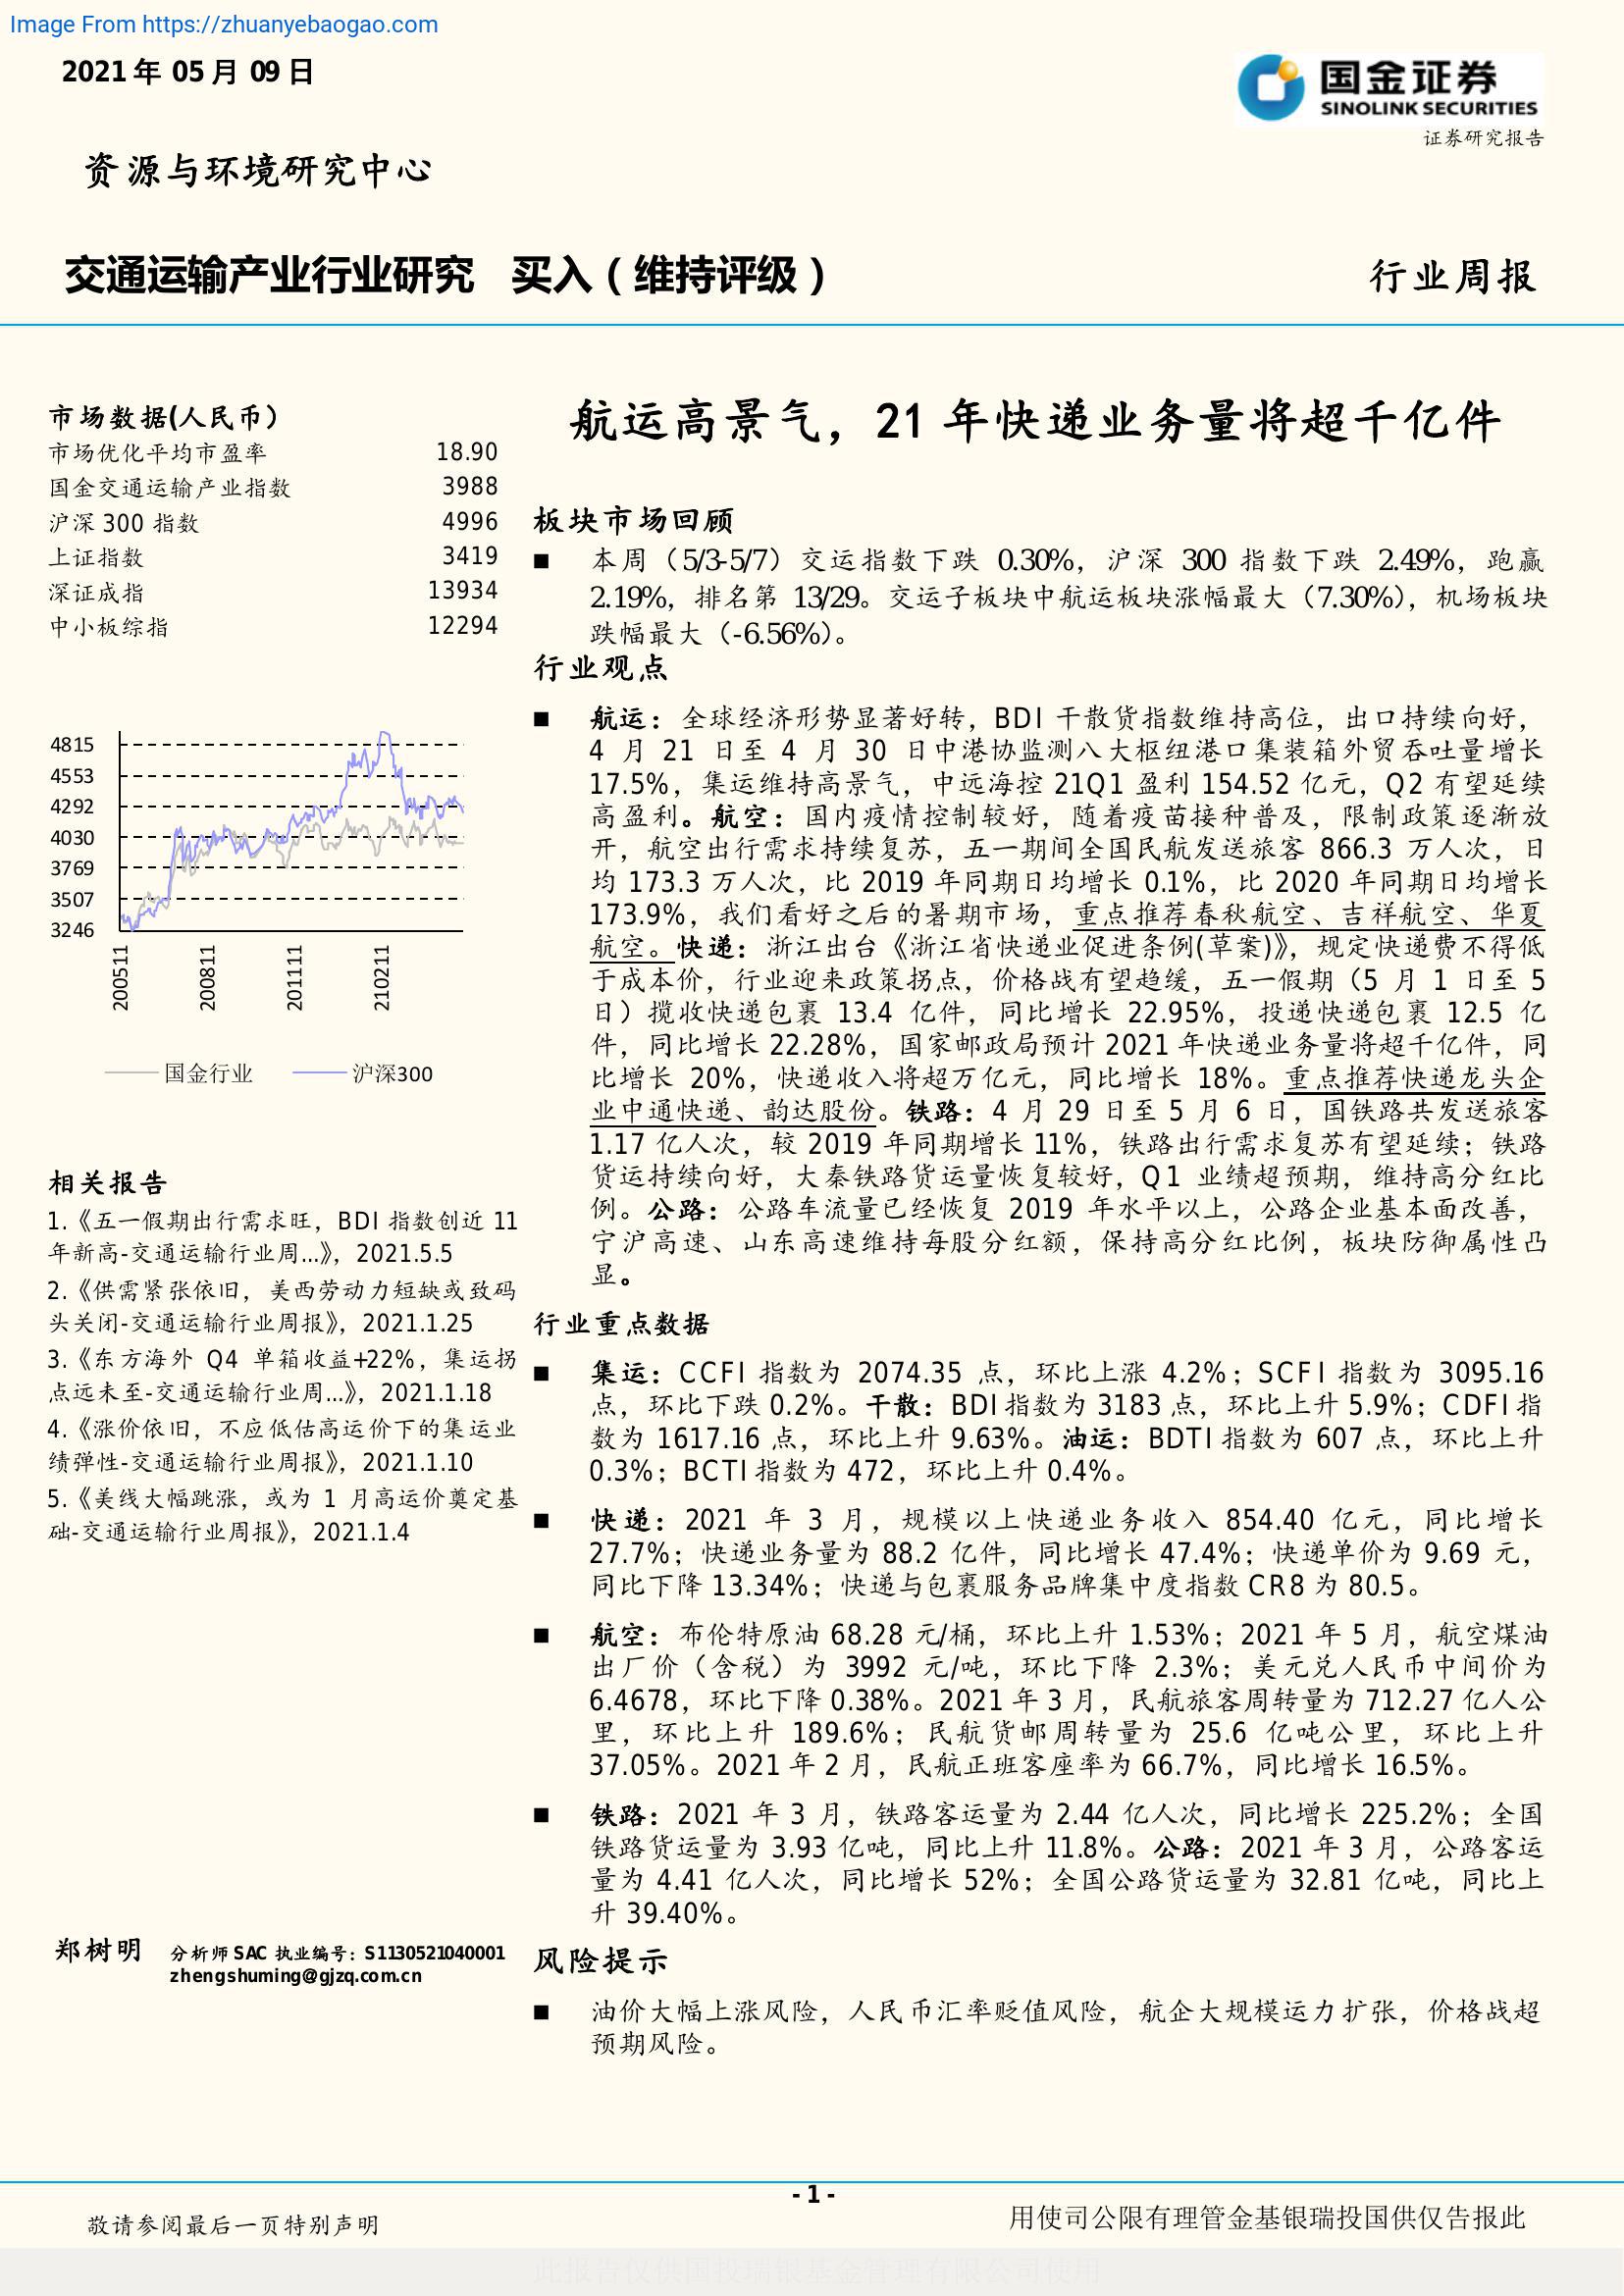 Image From https://zhuanyebaogao.com
2021年 05月 09日
国金证券
SINOLINK SECURITIES
证券研究报告
资源与环境研究中心
交通运输产业行业研究 买入（维持评级）
行业周报
市场数据(人民币）
市场优化平均市盈率 18.90
国金交通运输产业指数 3988
沪深 300 指数 4996
上证指数 3419
深证成指 13934
中小板综指 12294
4815
4553
4292
4030
3769
3507
3246
200511
200811
201111
210211
国金行业 沪深300
相关报告
1.《五一假期出行需求旺，BDI 指数创近 11
年新高-交通运输行业周...》，2021.5.5
2.《供需紧张依旧，美西劳动力短缺或致码
头关闭-交通运输行业周报》，2021.1.25
3.《东方海外 Q4 单箱收益+22%，集运拐
点远未至-交通运输行业周...》，2021.1.18
4.《涨价依旧，不应低估高运价下的集运业
绩弹性-交通运输行业周报》，2021.1.10
5.《美线大幅跳涨，或为 1 月高运价奠定基
础-交通运输行业周报》，2021.1.4
郑树明 分析师 SAC 执业编号：S1130521040001
zhengshuming@gjzq.com.cn
航运高景气，21 年快递业务量将超千亿件
板块市场回顾
■ 本周（5/3-5/7）交运指数下跌 0.30%，沪深 300 指数下跌 2.49%，跑赢
2.19%，排名第 13/29。交运子板块中航运板块涨幅最大（7.30%），机场板块
跌幅最大（-6.56%）。
行业观点
■ 航运：全球经济形势显著好转，BDI 干散货指数维持高位，出口持续向好，
4 月 21 日至 4 月 30 日中港协监测八大枢纽港口集装箱外贸吞吐量增长
17.5%，集运维持高景气，中远海控 21Q1 盈利 154.52 亿元，Q2 有望延续
高盈利。航空：国内疫情控制较好，随着疫苗接种普及，限制政策逐渐放
开，航空出行需求持续复苏，五一期间全国民航发送旅客 866.3 万人次，日
均 173.3 万人次，比 2019 年同期日均增长 0.1%，比 2020 年同期日均增长
173.9%，我们看好之后的暑期市场，重点推荐春秋航空、吉祥航空、华夏
航空。快递：浙江出台《浙江省快递业促进条例(草案)》，规定快递费不得低
于成本价，行业迎来政策拐点，价格战有望趋缓，五一假期（5 月 1 日至 5
日）揽收快递包裹 13.4 亿件，同比增长 22.95%，投递快递包裹 12.5 亿
件，同比增长 22.28%，国家邮政局预计 2021 年快递业务量将超千亿件，同
比增长 20%，快递收入将超万亿元，同比增长 18%。重点推荐快递龙头企
业中通快递、韵达股份。铁路：4 月 29 日至 5 月 6 日，国铁路共发送旅客
1.17 亿人次，较 2019 年同期增长 11%，铁路出行需求复苏有望延续；铁路
货运持续向好，大秦铁路货运量恢复较好，Q1 业绩超预期，维持高分红比
例。公路：公路车流量已经恢复 2019 年水平以上，公路企业基本面改善，
宁沪高速、山东高速维持每股分红额，保持高分红比例，板块防御属性凸
显。
行业重点数据
■ 集运：CCFI 指数为 2074.35 点，环比上涨 4.2%；SCFI 指数为 3095.16
点，环比下跌 0.2%。干散：BDI指数为 3183 点，环比上升 5.9%；CDFI 指
数为 1617.16 点，环比上升 9.63%。油运：BDTI 指数为 607 点，环比上升
0.3%；BCTI 指数为 472，环比上升 0.4%。
■ 快递：2021 年 3 月，规模以上快递业务收入 854.40 亿元，同比增长
27.7%；快递业务量为 88.2 亿件，同比增长 47.4%；快递单价为 9.69 元，
同比下降 13.34%；快递与包裹服务品牌集中度指数 CR8 为 80.5。
■ 航空：布伦特原油 68.28 元/桶，环比上升 1.53%；2021 年 5 月，航空煤油
出厂价（含税）为 3992 元/吨，环比下降 2.3%；美元兑人民币中间价为
6.4678，环比下降 0.38%。2021 年 3 月，民航旅客周转量为 712.27 亿人公
里，环比上升 189.6%；民航货邮周转量为 25.6 亿吨公里，环比上升
37.05%。2021 年 2 月，民航正班客座率为 66.7%，同比增长 16.5%。
■ 铁路：2021 年 3 月，铁路客运量为 2.44 亿人次，同比增长 225.2%；全国
铁路货运量为 3.93 亿吨，同比上升 11.8%。公路：2021 年 3 月，公路客运
量为 4.41 亿人次，同比增长 52%；全国公路货运量为 32.81 亿吨，同比上
升 39.40%。
风险提示
■ 油价大幅上涨风险，人民币汇率贬值风险，航企大规模运力扩张，价格战超
预期风险。
- 1 -
敬请参阅最后一页特别声明
用使司公限有理管金基银瑞投国供仅告报此
此报告仅供国投瑞银基金管理有限公司使用